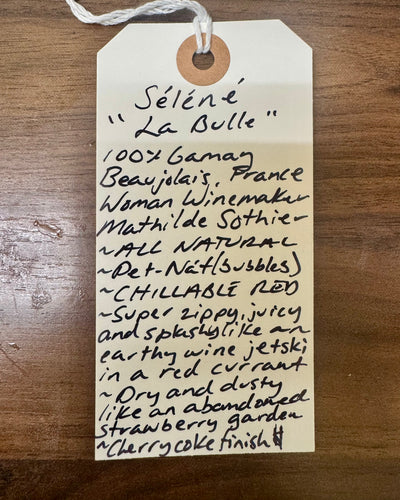 Séléné
"La Bulle"
100% Gamay
Beaujolais, France
Woman Winemaker
Mathilde Sothier
~ALL NATURAL
~Pet-Nát(bubbles)
~CHILLABLE RED
~Super zippy, juicy
and splashy like an
earthy wine jetski
in a red currant
~Dry and dusty
like an abandoned
strawberry garden
~Cherry coke finish